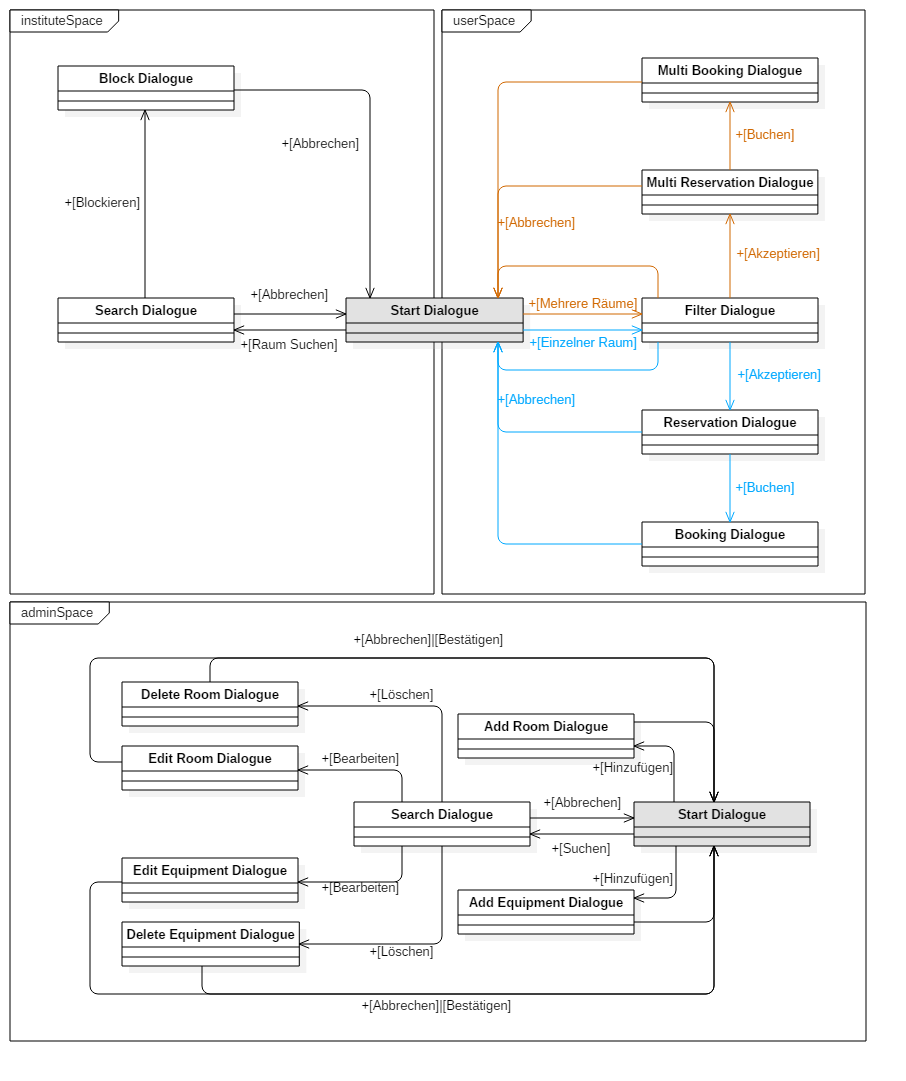 instituteSpace
userSpace
Block Dialogue
Multi Booking Dialogue
+[Buchen]
+[Abbrechen]
Multi Reservation Dialogue
+[Blockieren]
+[Abbrechen]
+[Akzeptieren]
+[Abbrechen]
Search Dialogue
Start Dialogue
+[Mehrere Räume]
Filter Dialogue
+[Raum Suchen]
+[Einzelner Raum]
+[Akzeptieren]
+[Abbrechen]
Reservation Dialogue
+[Buchen]
Booking Dialogue
adminSpace
+[Abbrechen]|[Bestätigen]
Delete Room Dialogue
+[Löschen]
Add Room Dialogue
Edit Room Dialogue
+[Bearbeiten]
+[Hinzufügen]
+[Abbrechen]
Search Dialogue
Start Dialogue
+[Suchen]
Edit Equipment Dialogue
+[Bearbeiten]
+[Hinzufügen]
Add Equipment Dialogue
Delete Equipment Dialogue
+[Löschen]
+[Abbrechen]|[Bestätigen]